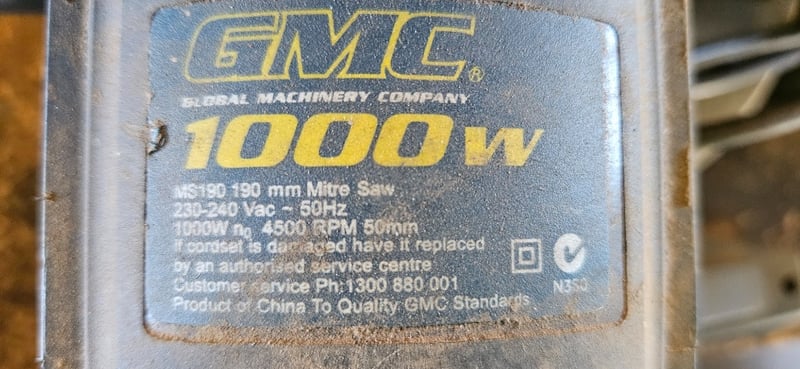 GMC®
GLOBAL MACHINERY COMPANY
1000W
MS190 190 mm Mitre Saw
230-240 Vac ~ 50Hz
1000W n₀ 4500 RPM 50mm
If cordset is damaged have it replaced
by an authorised service centre
Customer service Ph:1300 880 001
Product of China To Quality GMC Standards